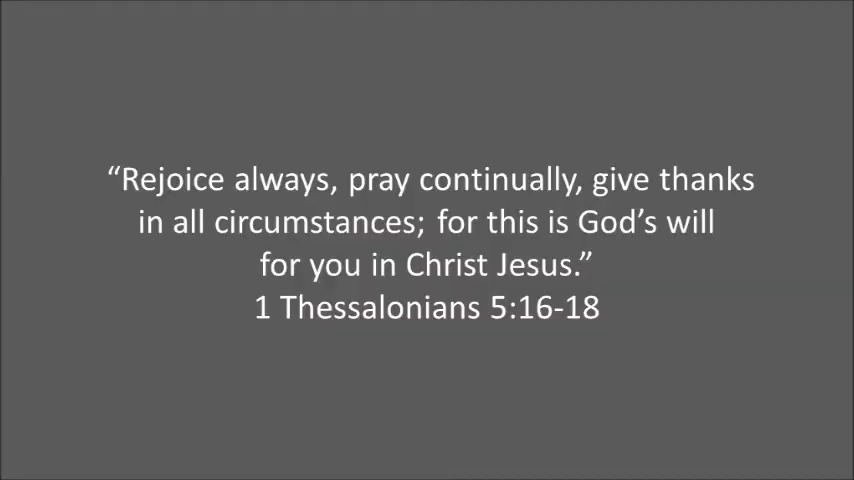 “Rejoice always, pray continually, give thanks
in all circumstances; for this is God’s will
for you in Christ Jesus.”
1 Thessalonians 5:16-18